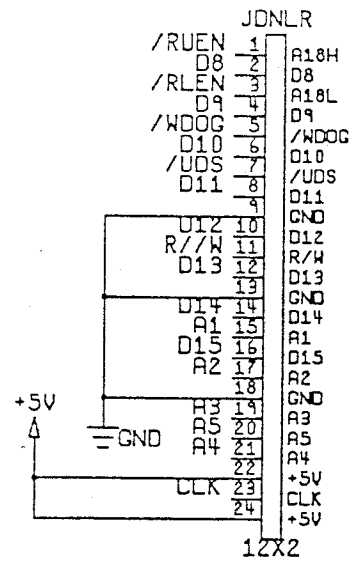 JDNLR
/RUEN 1 A18H
D8 2 D8
/RLEN 3 A18L
D9 4 D9
/WDOG 5 /WDOG
D10 6 D10
/UDS 7 /UDS
D11 8 D11
9 GND
D12 10 D12
R//W 11 R/W
D13 12 D13
13 GND
D14 14 D14
A1 15 A1
D15 16 D15
A2 17 A2
18 GND
+5V
A3 19 A3
GND
A5 20 A5
A4 21 A4
22 +5V
CLK 23 CLK
24 +5V
12X2